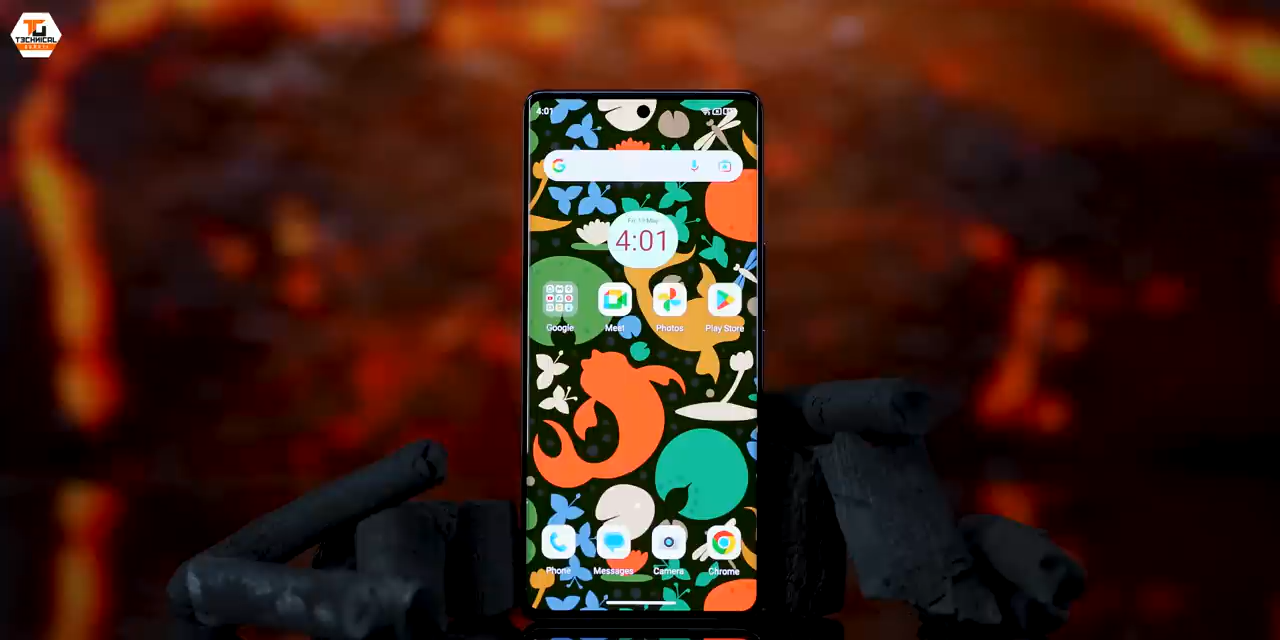 TECHNICAL
4:01
4:01
Google
Meet
Photos
Play Store
Phone
Messages
Camera
Chrome